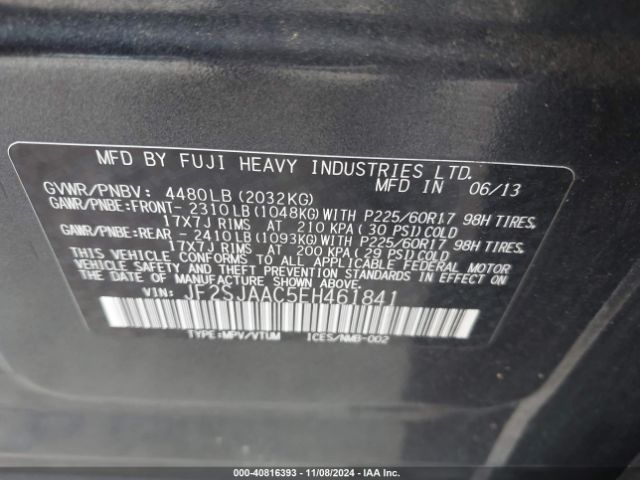 MFD BY FUJI HEAVY INDUSTRIES LTD.
MFD IN 06/13
GVWR/PNBV: 4480LB(2032KG)
GAWR/PNBE:FRONT-2310LB(1048KG)WITH P225/60R17 98H TIRES,
17X7J RIMS AT 210 KPA(30 PSI)COLD
GAWR/PNBE:REAR -2410LB(1093KG)WITH P225/60R17 98H TIRES,
17X7J RIMS AT 200 KPA(29 PSI)COLD
THIS VEHICLE CONFORMS TO ALL APPLICABLE FEDERAL MOTOR
VEHICLE SAFETY AND THEFT PREVENTION STANDARDS IN EFFECT
ON THE DATE OF MANUFACTURE SHOWN ABOVE.
VIN: JF2SJAAC5EH461841
TYPE:MPV/VTUM ICES/NMB-002
000-40816393 - 11/08/2024 - IAAI.COM